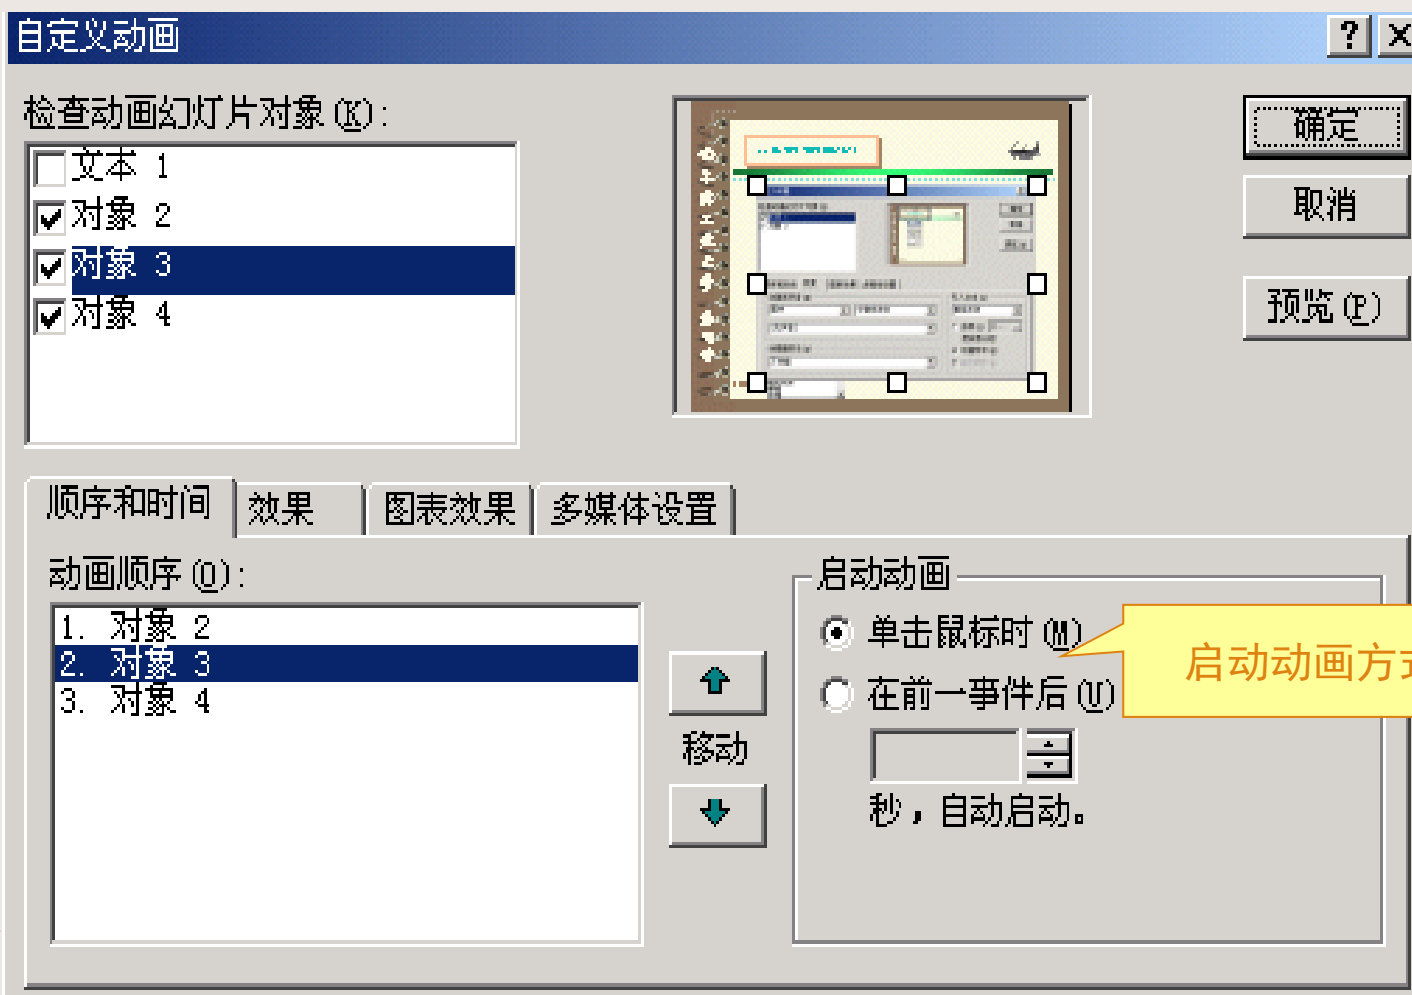 自定义动画
检查动画幻灯片对象(K):
文本 1
对象 2
对象 3
对象 4
确定
取消
预览(P)
顺序和时间 效果 图表效果 多媒体设置
动画顺序(O):
1. 对象 2
2. 对象 3
3. 对象 4
移动
启动动画
单击鼠标时(M)
在前一事件后(V)
秒，自动启动。
启动动画方式